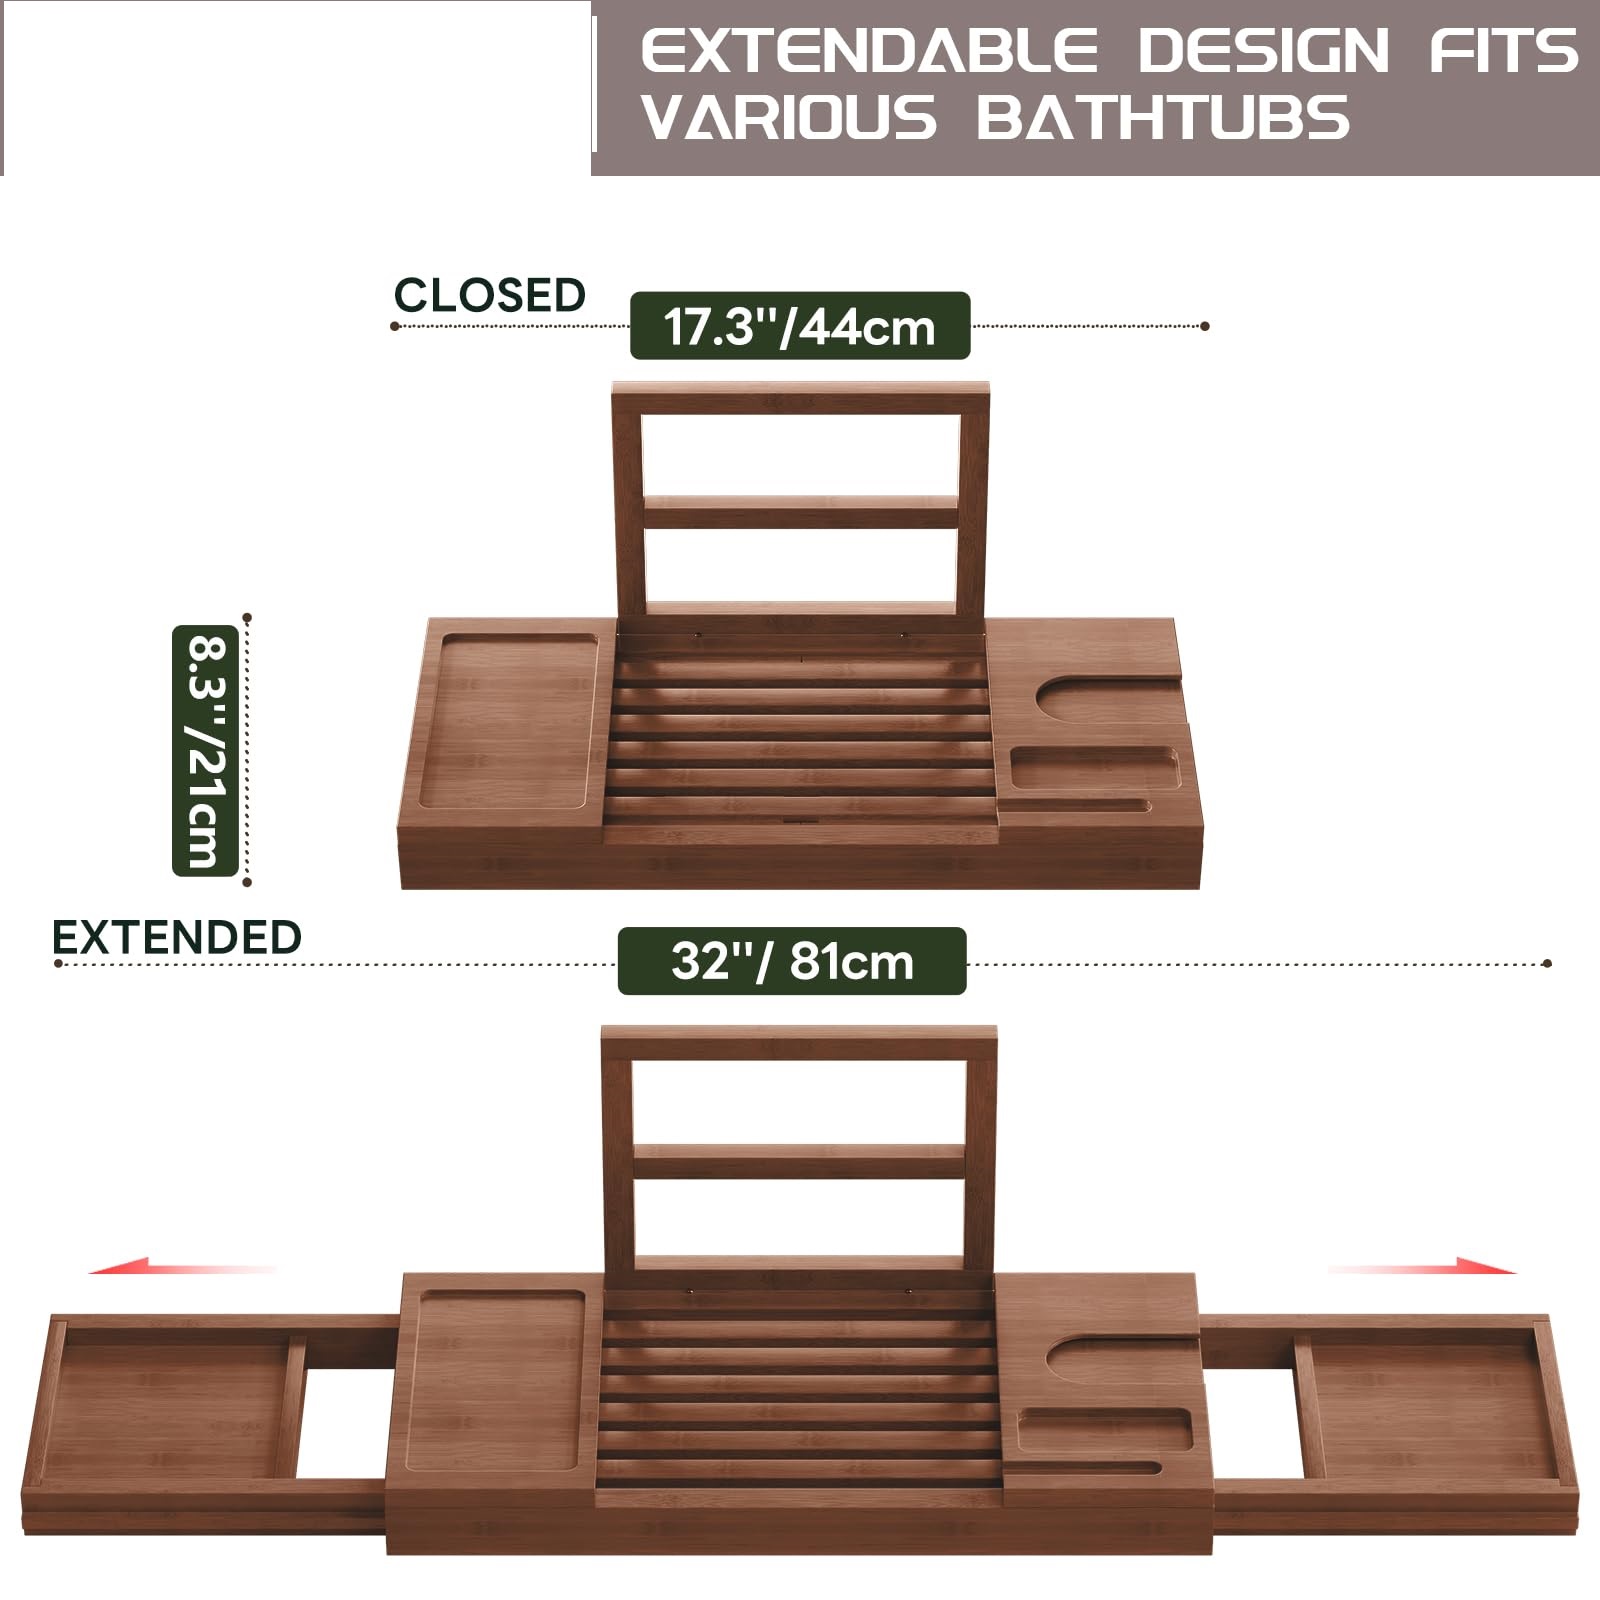 EXTENDABLE DESIGN FITS
VARIOUS BATHTUBS
CLOSED
17.3''/44cm
8.3''/21cm
EXTENDED
32''/ 81cm